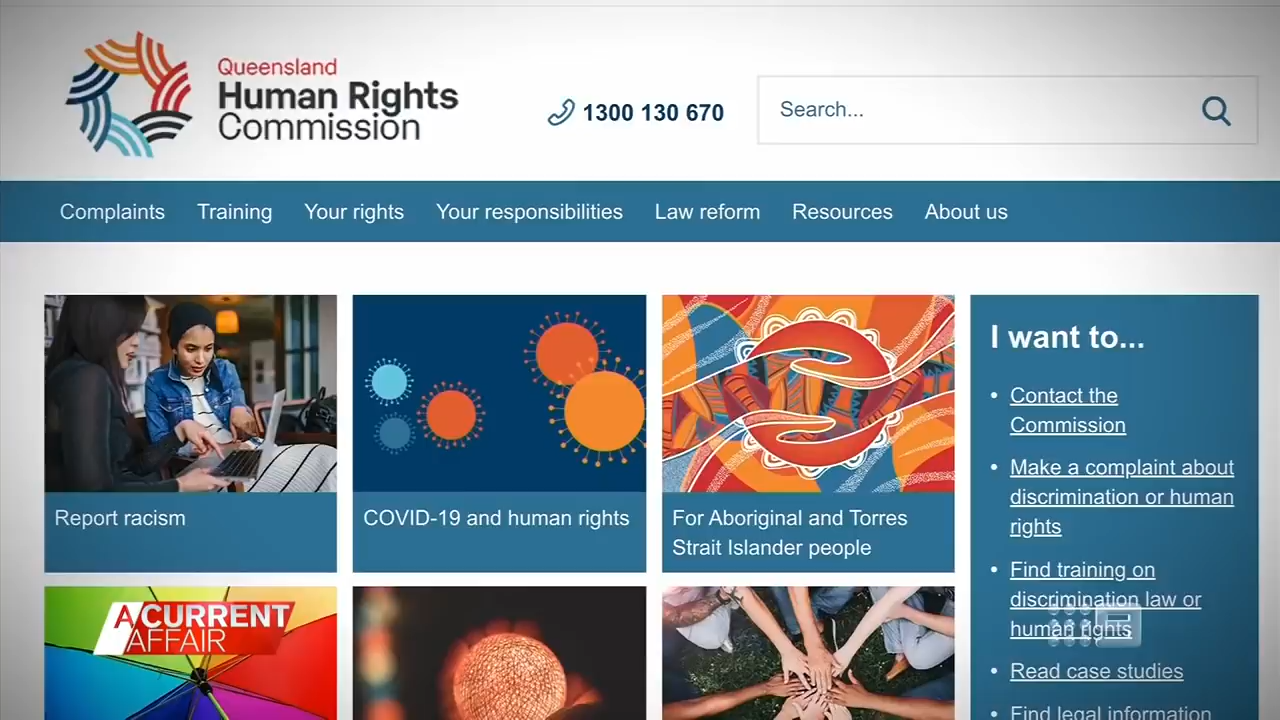 Queensland
Human Rights
Commission
1300 130 670
Search...
Complaints
Training
Your rights
Your responsibilities
Law reform
Resources
About us
Report racism
COVID-19 and human rights
For Aboriginal and Torres
Strait Islander people
I want to...
• Contact the
Commission
• Make a complaint about
discrimination or human
rights
• Find training on
discrimination law or
human rights
• Read case studies
• Find legal information
A CURRENT
AFFAIR